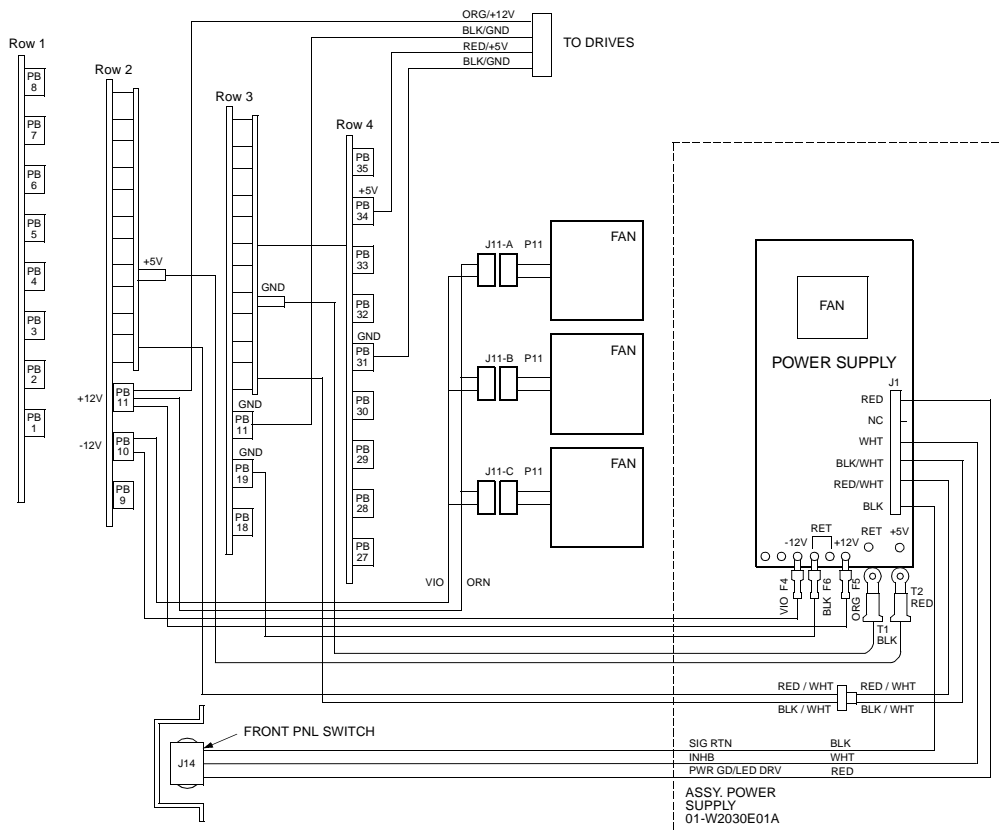 ORG/+12V
BLK/GND
RED/+5V
BLK/GND
TO DRIVES
Row 1
PB
8
PB
7
PB
6
PB
5
PB
4
PB
3
PB
2
PB
1
Row 2
+5V
+12V
PB
11
-12V
PB
10
PB
9
Row 3
GND
GND
PB
11
GND
PB
19
PB
18
Row 4
PB
35
+5V
PB
34
PB
33
PB
32
GND
PB
31
PB
30
PB
29
PB
28
PB
27
J11-A P11
FAN
J11-B P11
FAN
J11-C P11
FAN
VIO ORN
FAN
POWER SUPPLY
J1
RED
NC
WHT
BLK/WHT
RED/WHT
BLK
RET
-12V
+12V
RET
+5V
VIO F4
BLK F6
ORG F5
T1
BLK
T2
RED
RED / WHT
RED / WHT
BLK / WHT
BLK / WHT
FRONT PNL SWITCH
J14
SIG RTN BLK
INHB WHT
PWR GD/LED DRV RED
ASSY. POWER
SUPPLY
01-W2030E01A